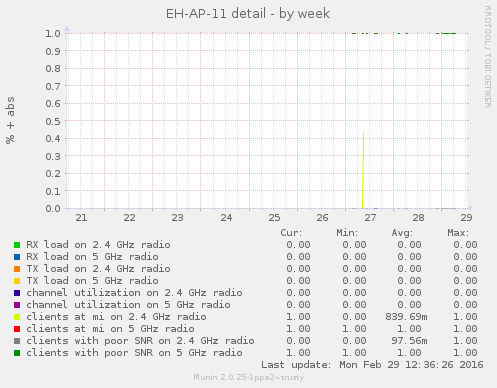 EH-AP-11 detail - by week
RRDTOOL / TOBI OETIKER
% + abs
1.0
0.9
0.8
0.7
0.6
0.5
0.4
0.3
0.2
0.1
0.0
21 22 23 24 25 26 27 28 29
Cur: Min: Avg: Max:
RX load on 2.4 GHz radio 0.00 0.00 0.00 0.00
RX load on 5 GHz radio 0.00 0.00 0.00 0.00
TX load on 2.4 GHz radio 0.00 0.00 0.00 0.00
TX load on 5 GHz radio 0.00 0.00 0.00 0.00
channel utilization on 2.4 GHz radio 0.00 0.00 0.00 0.00
channel utilization on 5 GHz radio 0.00 0.00 0.00 0.00
clients at mi on 2.4 GHz radio 1.00 0.00 839.69m 1.00
clients at mi on 5 GHz radio 1.00 1.00 1.00 1.00
clients with poor SNR on 2.4 GHz radio 0.00 0.00 97.56m 1.00
clients with poor SNR on 5 GHz radio 1.00 1.00 1.00 1.00
Last update: Mon Feb 29 12:36:26 2016
Munin 2.0.25-1ppa2~trusty